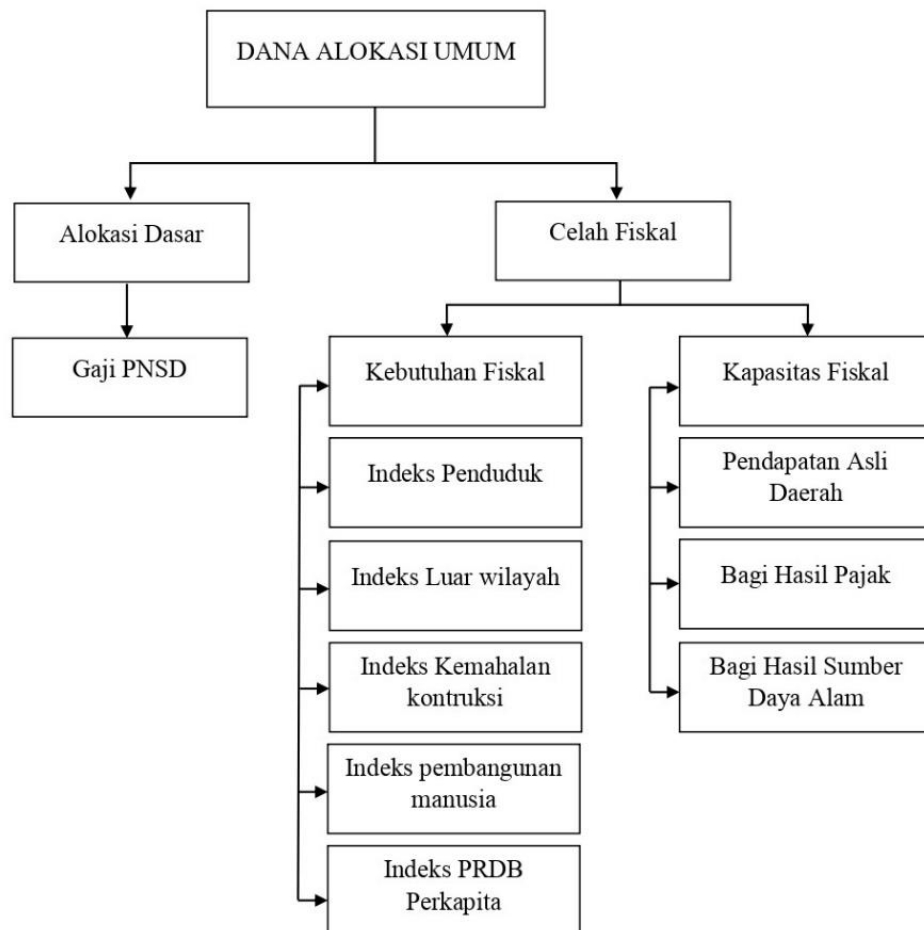 DANA ALOKASI UMUM
Alokasi Dasar
Celah Fiskal
Gaji PNSD
Kebutuhan Fiskal
Kapasitas Fiskal
Indeks Penduduk
Pendapatan Asli
Daerah
Indeks Luar wilayah
Bagi Hasil Pajak
Indeks Kemahalan
kontruksi
Bagi Hasil Sumber
Daya Alam
Indeks pembangunan
manusia
Indeks PRDB
Perkapita